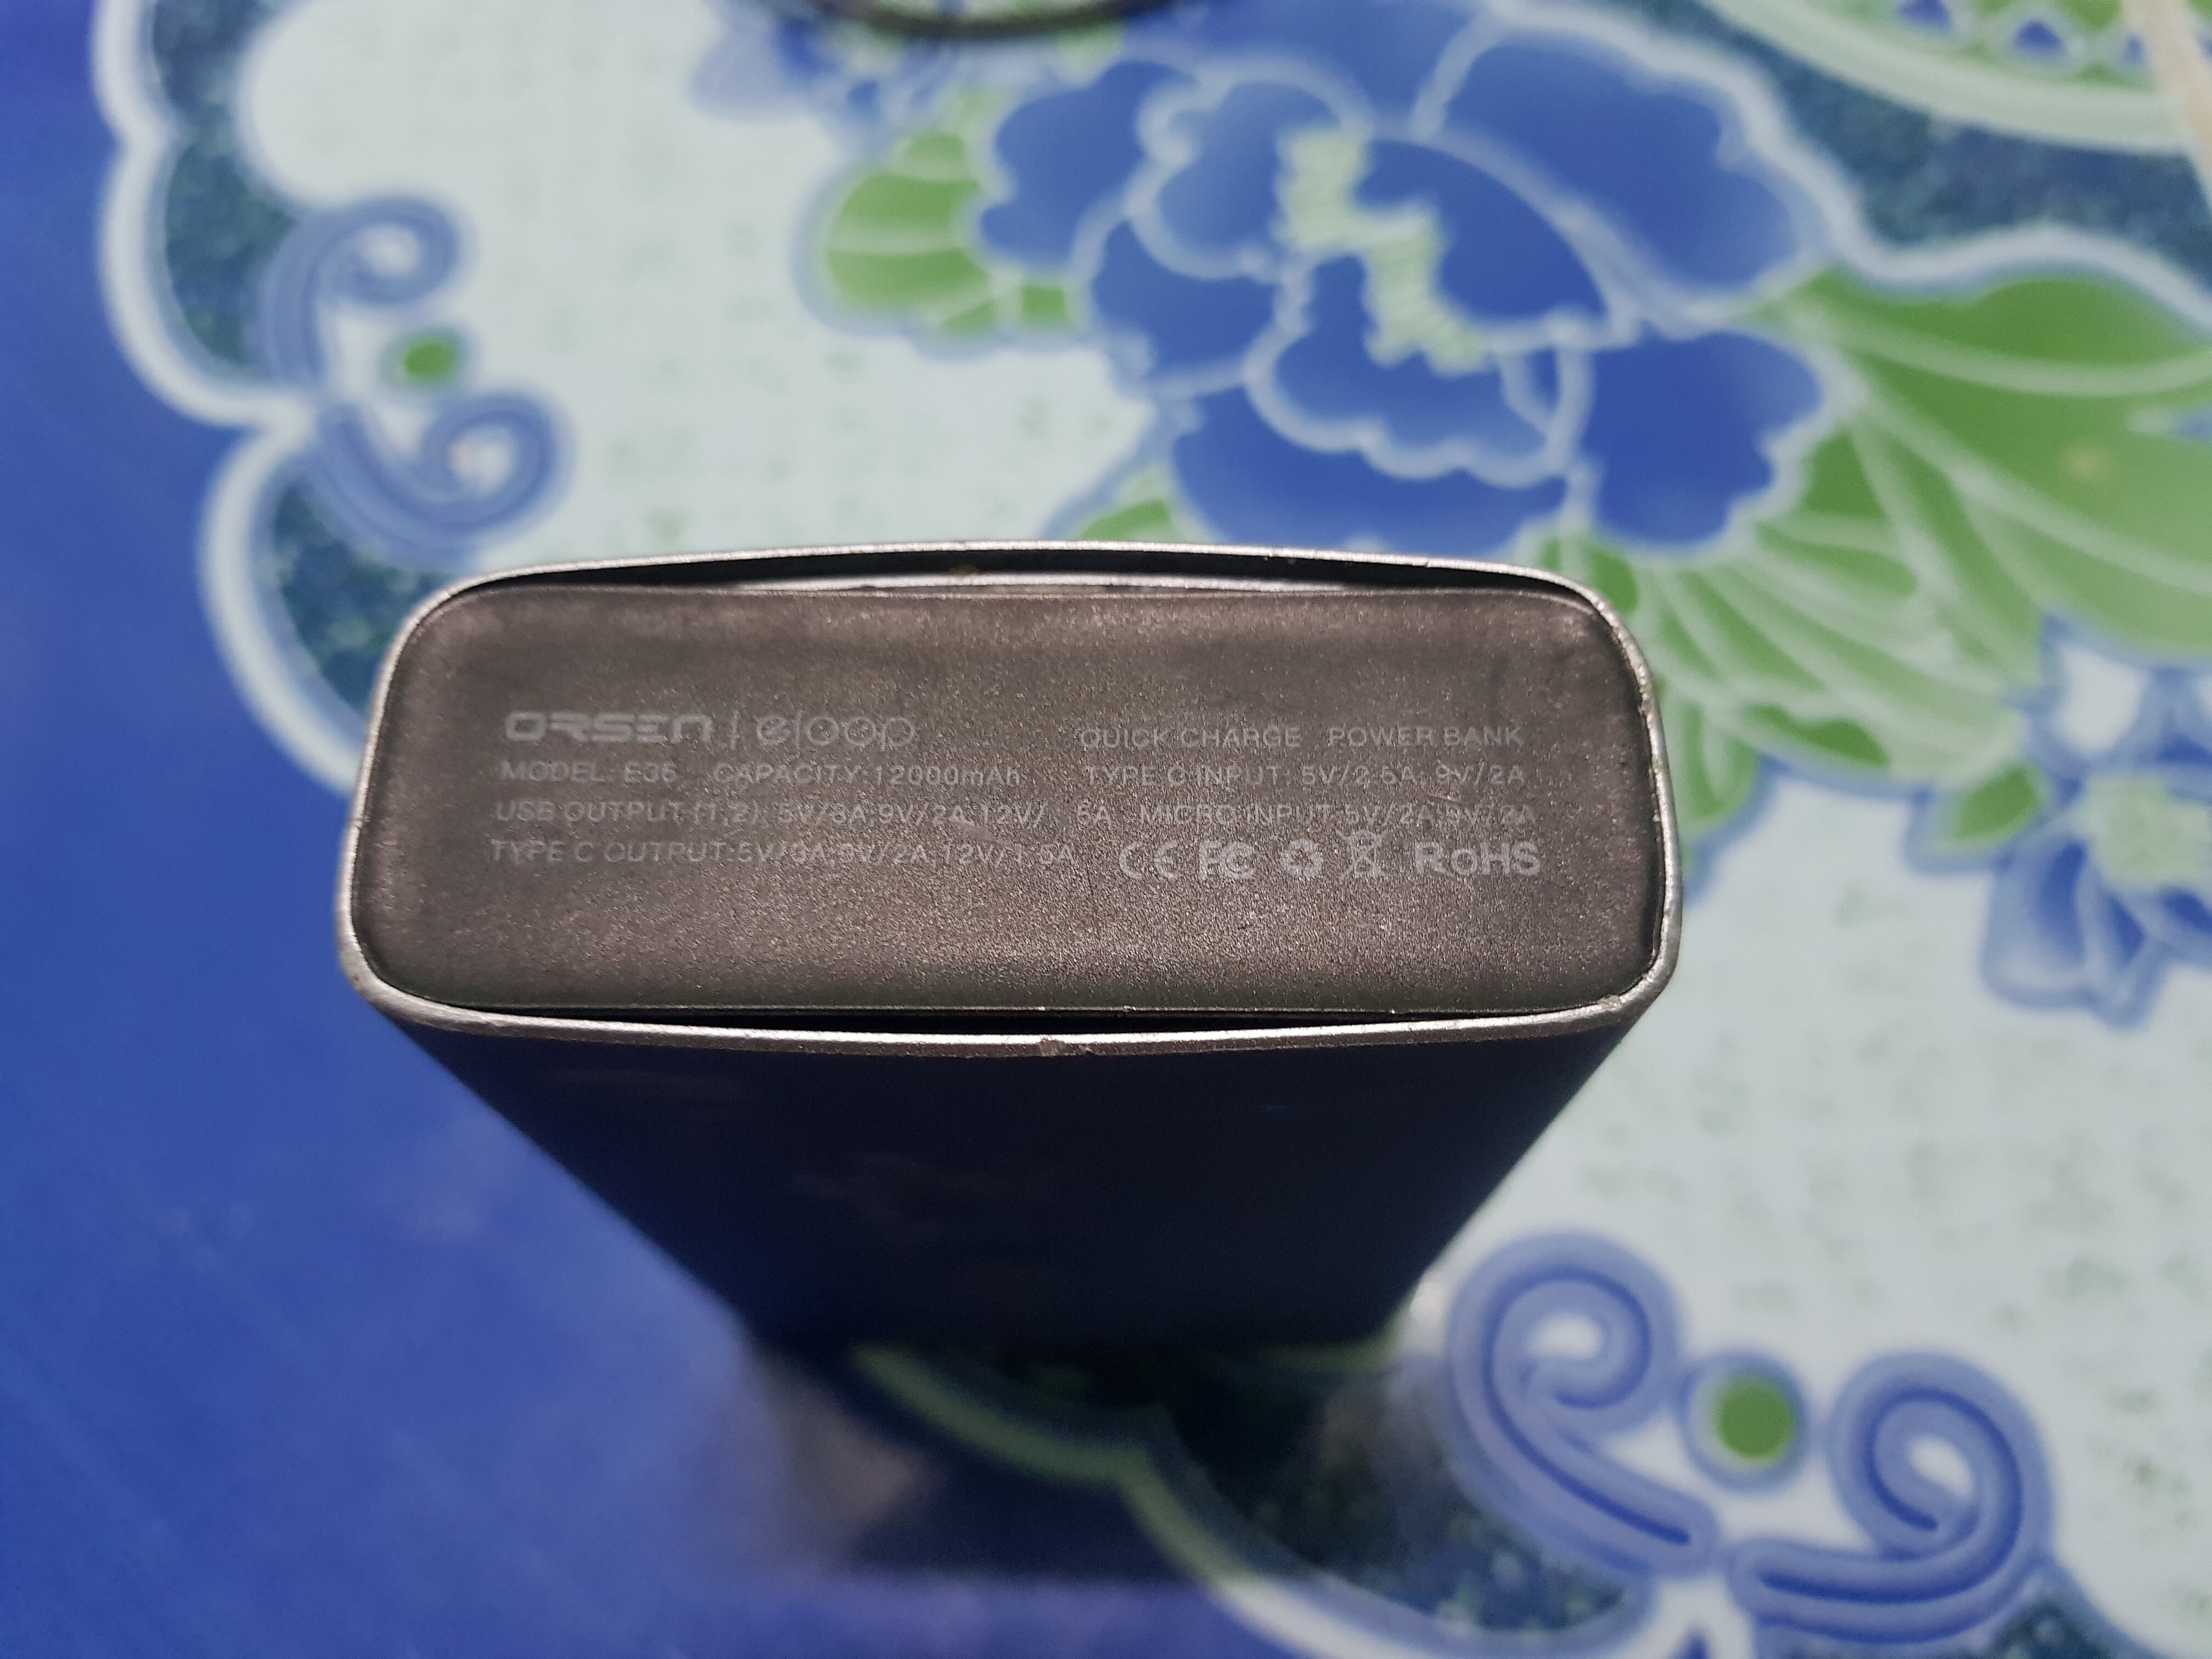 ORSEN | eloop
QUICK CHARGE POWER BANK
MODEL: E36 CAPACITY:12000mAh
TYPE C INPUT: 5V/2.5A; 9V/2A
USB OUTPUT (1,2): 5V/3A;9V/2A;12V/ 5A
MICRO INPUT:5V/2A;9V/2A
TYPE C OUTPUT:5V/3A;9V/2A;12V/1.5A
CE FC RoHS